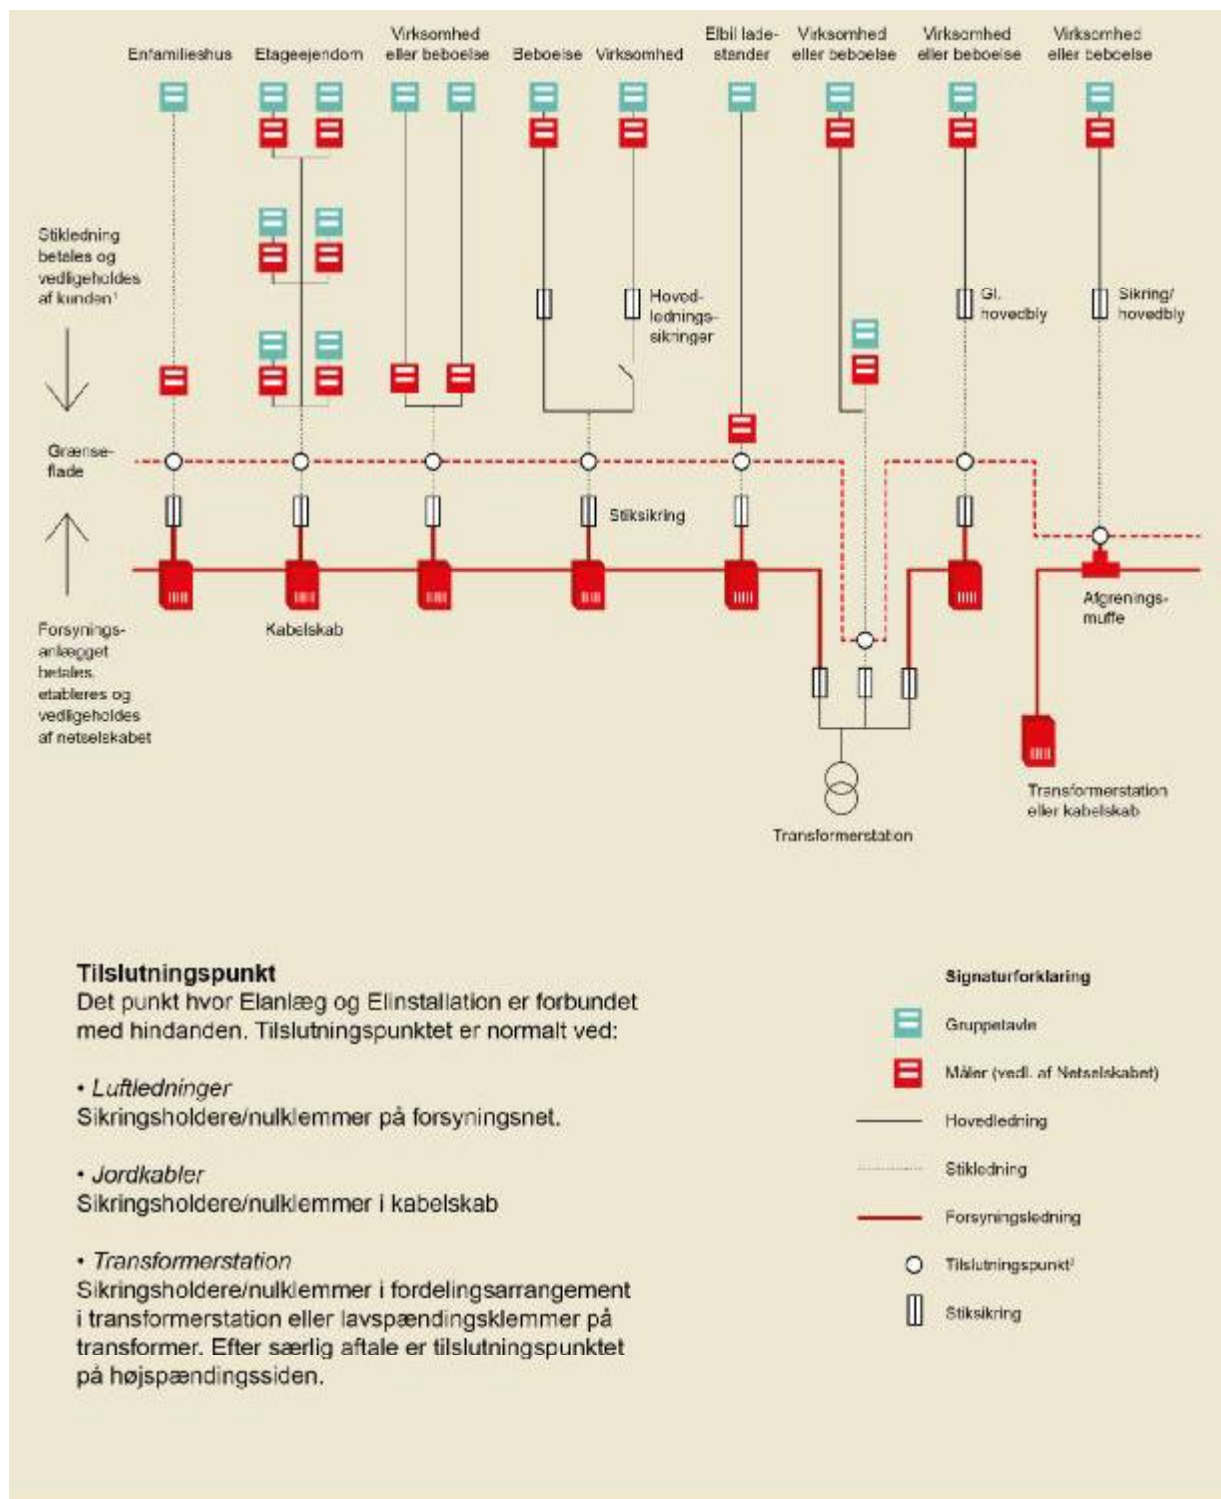 Enfamilieshus
Etageejendom
Virksomhed
eller beboelse
Beboelse
Virksomhed
Elbil lade-
stander
Virksomhed
eller beboelse
Virksomhed
eller beboelse
Virksomhed
eller beboelse
Stikledning
betales og
vedligeholdes
af kunden¹
Hoved-
lednings-
sikringer
Gl.
hovedbly
Sikring/
hovedbly
Grænse-
flade
Stiksikring
Forsynings-
anlægget
betales,
etableres og
vedligeholdes
af netselskabet
Kabelskab
Afgrenings-
muffe
Transformerstation
eller kabelskab
Transformerstation
Tilslutningspunkt
Det punkt hvor Elanlæg og Elinstallation er forbundet
med hindanden. Tilslutningspunktet er normalt ved:
• Luftledninger
Sikringsholdere/nulklemmer på forsyningsnet.
• Jordkabler
Sikringsholdere/nulklemmer i kabelskab
• Transformerstation
Sikringsholdere/nulklemmer i fordelingsarrangement
i transformerstation eller lavspændingsklemmer på
transformer. Efter særlig aftale er tilslutningspunktet
på højspændingssiden.
Signaturforklaring
Gruppetavle
Måler (vedl. af Netselskabet)
Hovedledning
Stikledning
Forsyningsledning
Tilslutningspunkt²
Stiksikring